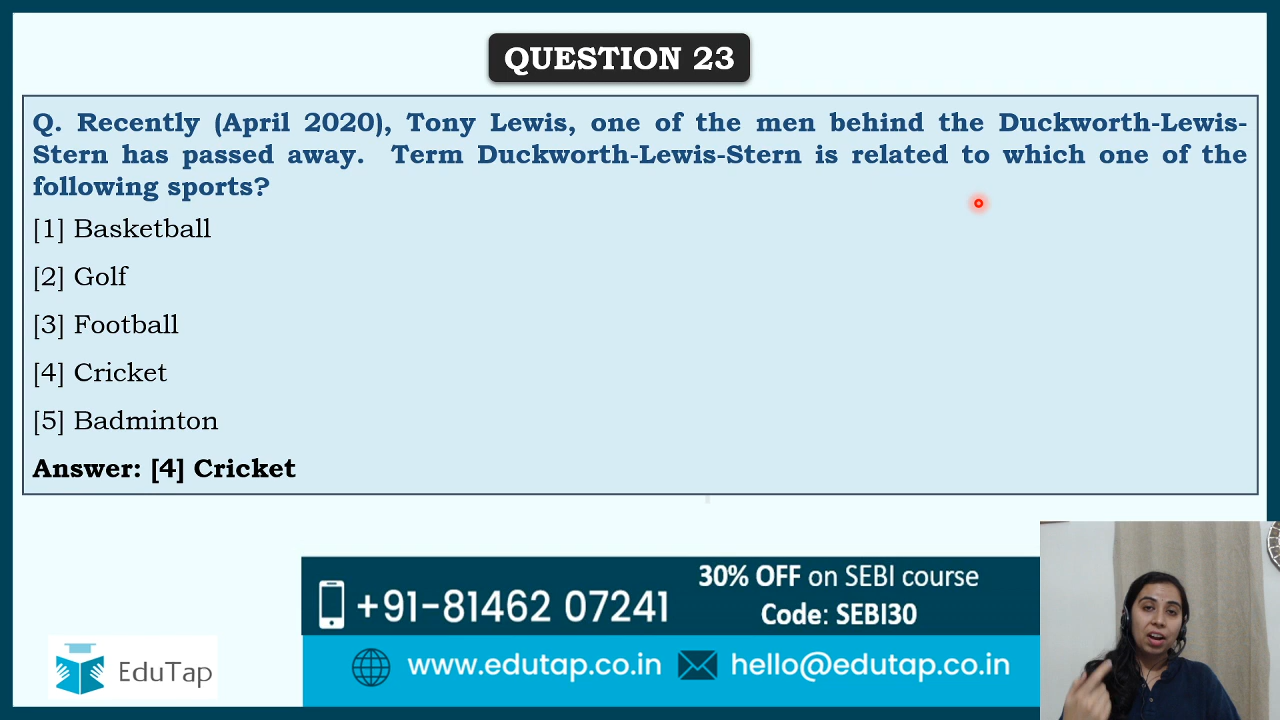 QUESTION 23
Q. Recently (April 2020), Tony Lewis, one of the men behind the Duckworth-Lewis-
Stern has passed away. Term Duckworth-Lewis-Stern is related to which one of the
following sports?
[1] Basketball
[2] Golf
[3] Football
[4] Cricket
[5] Badminton
Answer: [4] Cricket
+91-81462 07241
30% OFF on SEBI course
Code: SEBI30
EduTap
www.edutap.co.in
hello@edutap.co.in